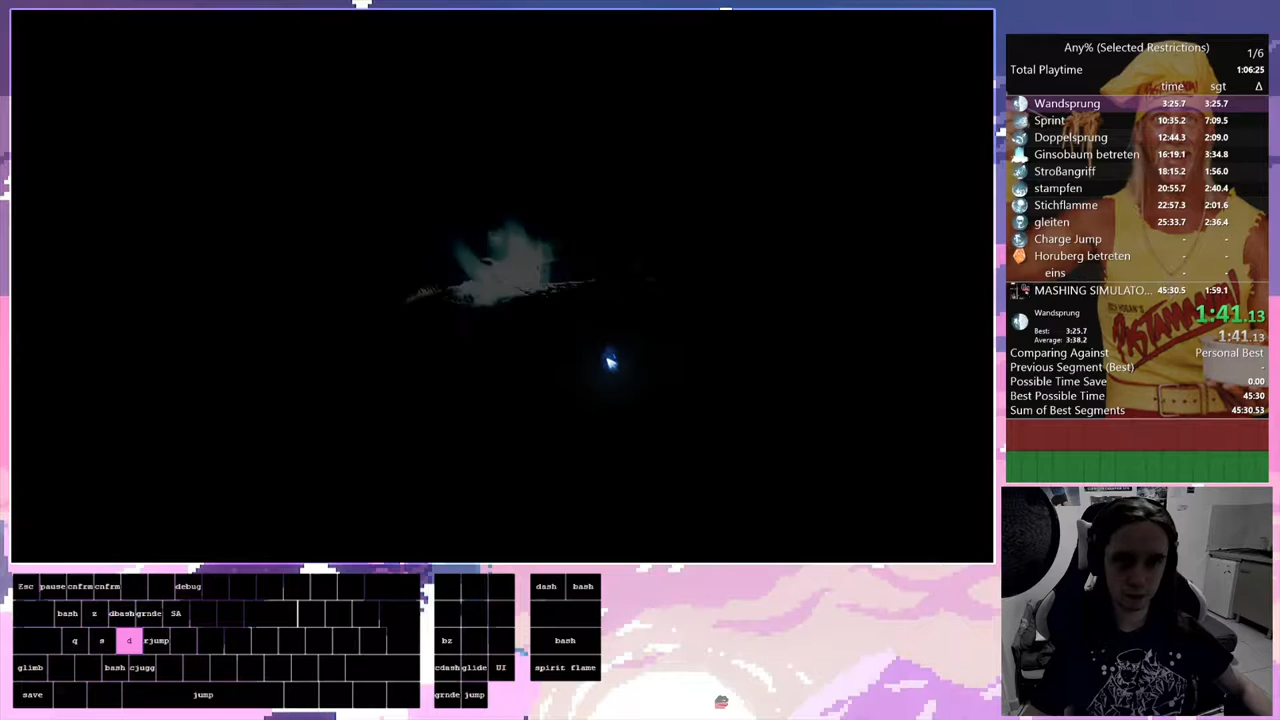 Any% (Selected Restrictions)
1/6
Total Playtime 1:06:25
time sgt Δ
Wandsprung 3:25.7 3:25.7
Sprint 10:35.2 7:09.5
Doppelsprung 12:44.3 2:09.0
Ginsobaum betreten 16:19.1 3:34.8
Stroßangriff 18:15.2 1:56.0
stampfen 20:55.7 2:40.4
Stichflamme 22:57.3 2:01.6
gleiten 25:33.7 2:36.4
Charge Jump - -
Horuberg betreten - -
eins - -
MASHING SIMULATO... 45:30.5 1:59.1
Wandsprung
1:41.13
Best: 3:25.7
1:41.13
Average: 3:38.2
Comparing Against Personal Best
Previous Segment (Best) -
Possible Time Save 0.00
Best Possible Time 45:30
Sum of Best Segments 45:30.53
Esc pause cnfrm cnfrm debug dash bash
bash z dbash grnde SA
q s d rjump bz bash
glimb bash cjugg cdash glide UI spirit flame
save jump grnde jump